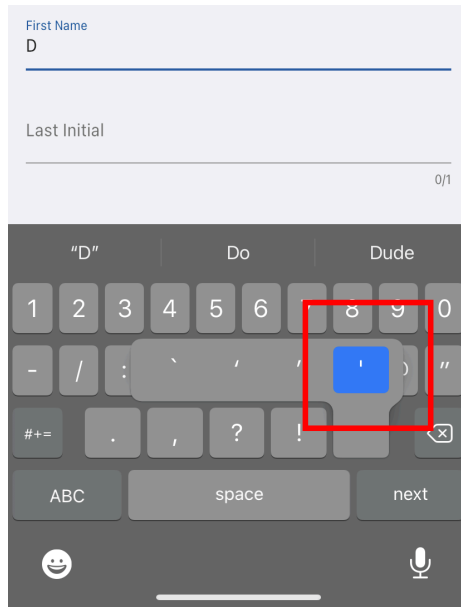 First Name
D
Last Initial
0/1
“D” Do Dude
1 2 3 4 5 6 7 8 9 0
- / : ` ‘ ’ ' ”
#+= . , ? !
ABC space next